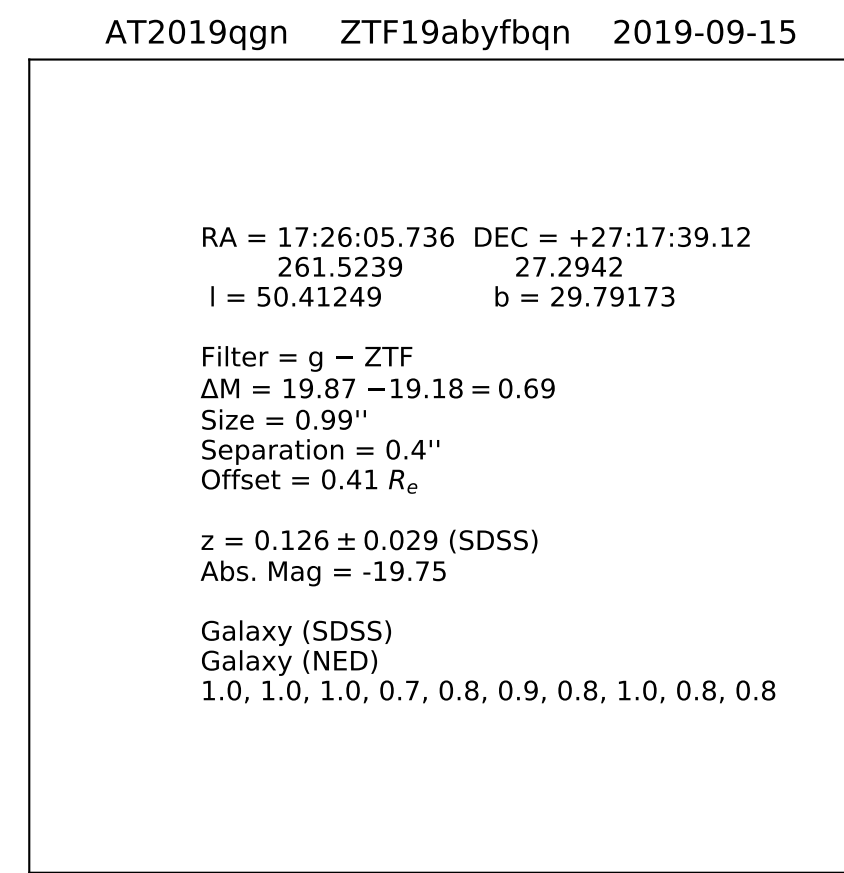 AT2019qgn ZTF19abyfbqn 2019-09-15
RA = 17:26:05.736 DEC = +27:17:39.12
261.5239 27.2942
l = 50.41249 b = 29.79173
Filter = g − ZTF
ΔM = 19.87 −19.18 = 0.69
Size = 0.99''
Separation = 0.4''
Offset = 0.41 Re
z = 0.126 ± 0.029 (SDSS)
Abs. Mag = -19.75
Galaxy (SDSS)
Galaxy (NED)
1.0, 1.0, 1.0, 0.7, 0.8, 0.9, 0.8, 1.0, 0.8, 0.8